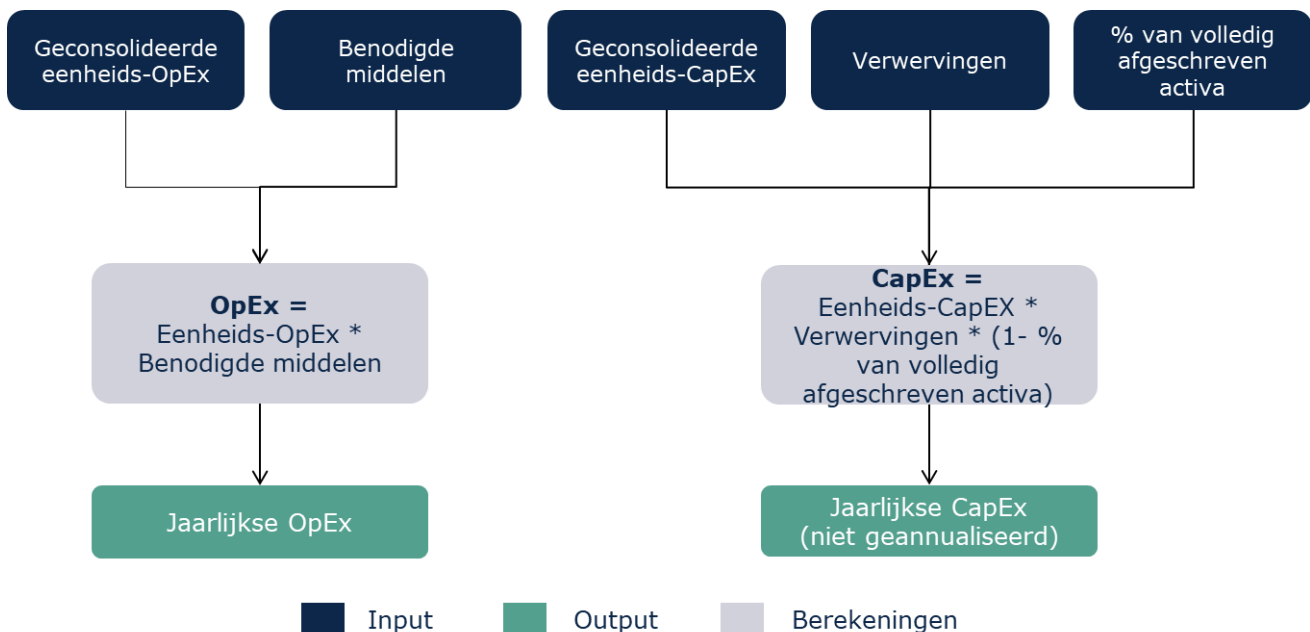 Geconsolideerde
eenheids-OpEx
Benodigde
middelen
Geconsolideerde
eenheids-CapEx
Verwervingen
% van volledig
afgeschreven
activa
OpEx =
Eenheids-OpEx *
Benodigde middelen
CapEx =
Eenheids-CapEX *
Verwervingen * (1- %
van volledig
afgeschreven activa)
Jaarlijkse OpEx
Jaarlijkse CapEx
(niet geannualiseerd)
Input
Output
Berekeningen